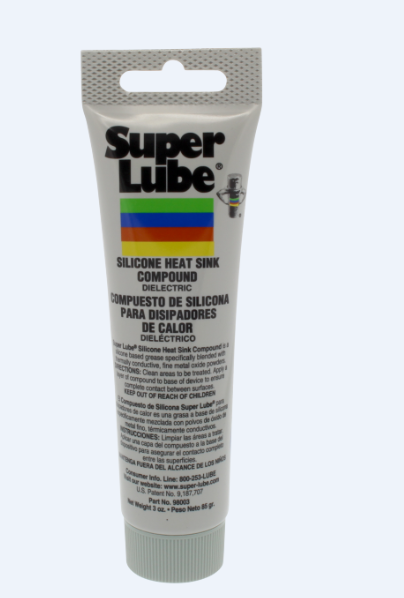 Super
Lube®
SILICONE HEAT SINK
COMPOUND
DIELECTRIC
COMPUESTO DE SILICONA
PARA DISIPADORES
DE CALOR
DIELÉCTRICO
Super Lube® Silicone Heat Sink Compound is a
silicone based grease specifically blended with
thermally conductive, fine metal oxide powders.
DIRECTIONS: Clean areas to be treated. Apply a
layer of compound to base of device to ensure
complete contact between surfaces.
KEEP OUT OF REACH OF CHILDREN
El Compuesto de Silicona Super Lube® para
de calor es una grasa a base de silicona
mezclada con polvos de óxido de
metal fino, térmicamente conductivos.
INSTRUCCIONES: Limpiar las áreas a tratar.
Aplicar una capa del compuesto a la base del
para asegurar el contacto completo
entre las superficies.
FUERA DEL ALCANCE DE LOS NIÑOS
Consumer Info. Line: 800-253-LUBE
Visit our website: www.super-lube.com
U.S. Patent No. 9,187,707
Part No. 98003
Net Weight 3 oz. • Peso Neto 85 gr.